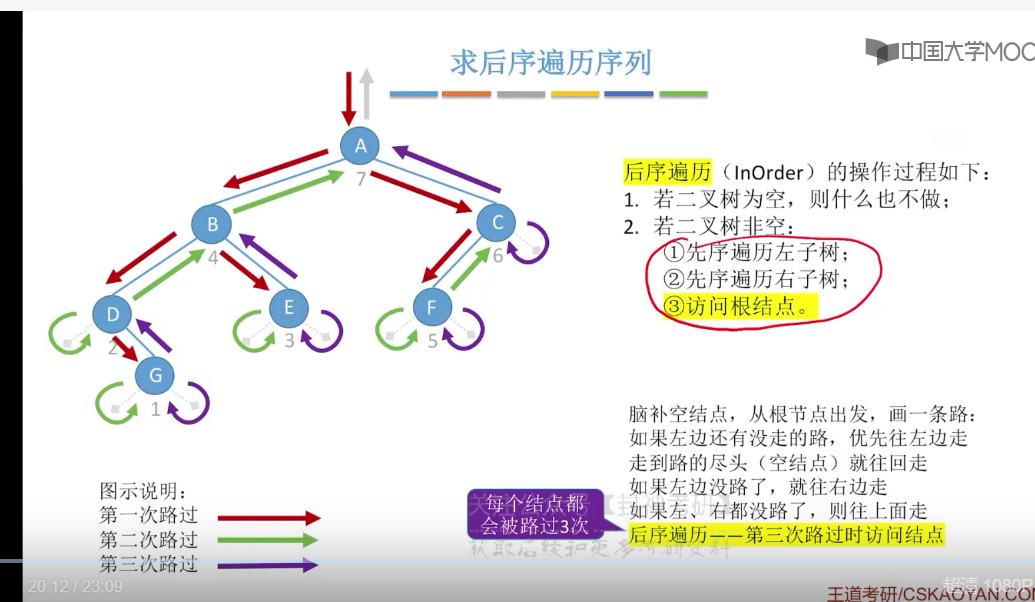 中国大学MOO
求后序遍历序列
A
7
B
4
C
6
D
2
E
3
F
5
G
1
后序遍历（InOrder）的操作过程如下：
1. 若二叉树为空，则什么也不做；
2. 若二叉树非空：
①先序遍历左子树；
②先序遍历右子树；
③访问根结点。
脑补空结点，从根节点出发，画一条路：
如果左边还有没走的路，优先往左边走
走到路的尽头（空结点）就往回走
如果左边没路了，就往右边走
如果左、右都没路了，则往上面走
后序遍历——第三次路过时访问结点
图示说明：
第一次路过
第二次路过
第三次路过
每个结点都
会被路过3次
20:12 / 23:09
超清 1080P
王道考研/CSKAOYAN.COM